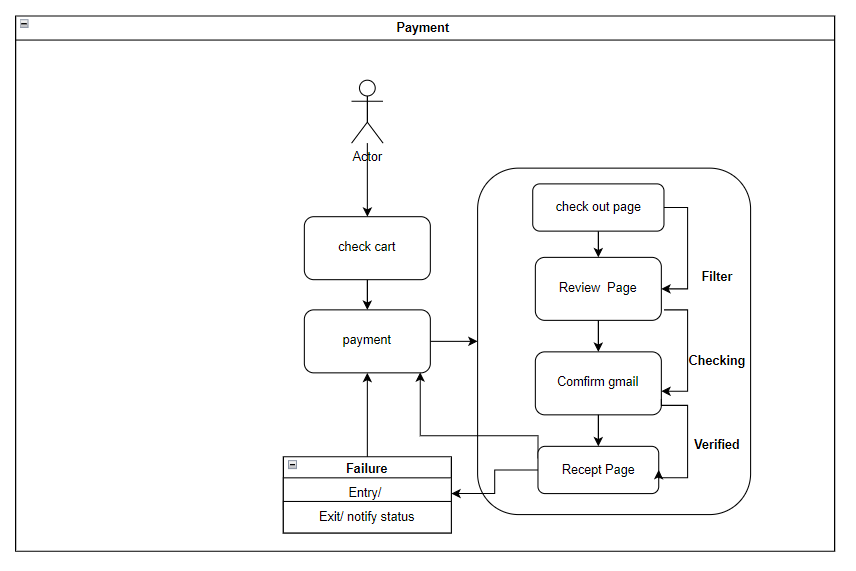 Payment
Actor
check cart
payment
check out page
Review Page
Filter
Comfirm gmail
Checking
Recept Page
Verified
Failure
Entry/
Exit/ notify status